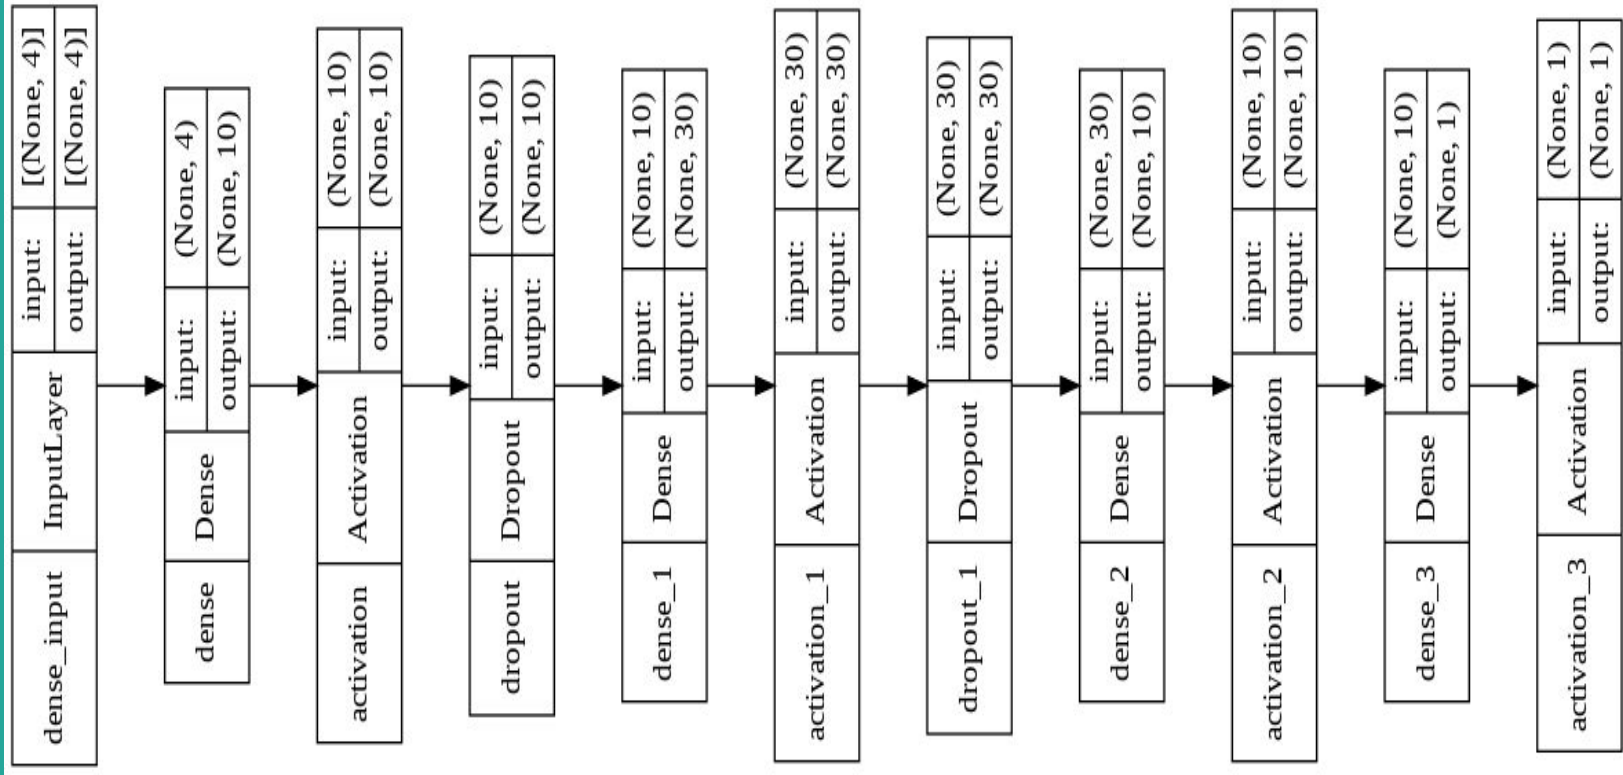 dense_input InputLayer input: [(None, 4)]
output: [(None, 4)]
dense Dense input: (None, 4)
output: (None, 10)
activation Activation input: (None, 10)
output: (None, 10)
dropout Dropout input: (None, 10)
output: (None, 10)
dense_1 Dense input: (None, 10)
output: (None, 30)
activation_1 Activation input: (None, 30)
output: (None, 30)
dropout_1 Dropout input: (None, 30)
output: (None, 30)
dense_2 Dense input: (None, 30)
output: (None, 10)
activation_2 Activation input: (None, 10)
output: (None, 10)
dense_3 Dense input: (None, 10)
output: (None, 1)
activation_3 Activation input: (None, 1)
output: (None, 1)